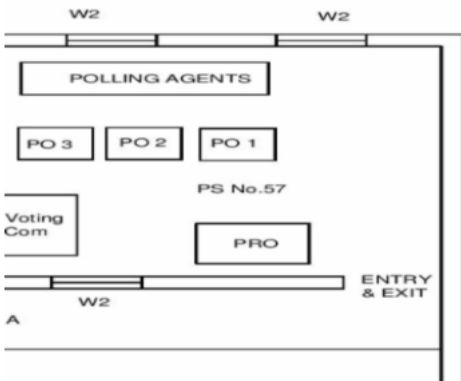 W2
W2
POLLING AGENTS
PO 3
PO 2
PO 1
PS No.57
Voting
Com
PRO
ENTRY
& EXIT
W2
A